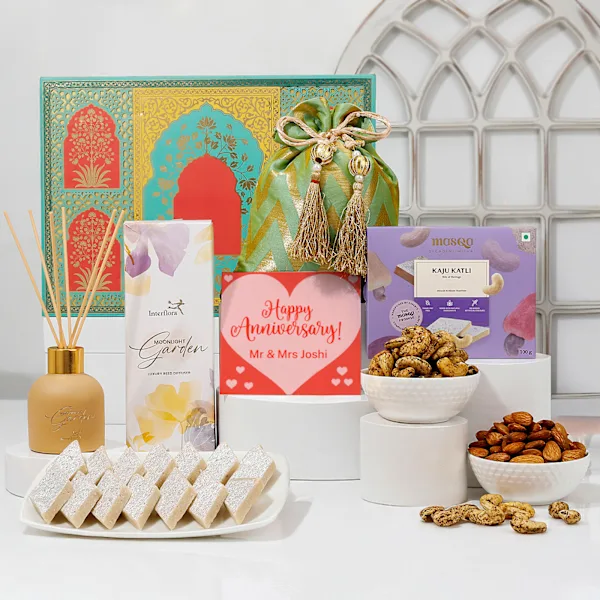 Interflora
MOONLIGHT
Garden
LUXURY REED DIFFUSER
Happy
Anniversary!
Mr & Mrs Joshi
mosqo
KAJU KATLI